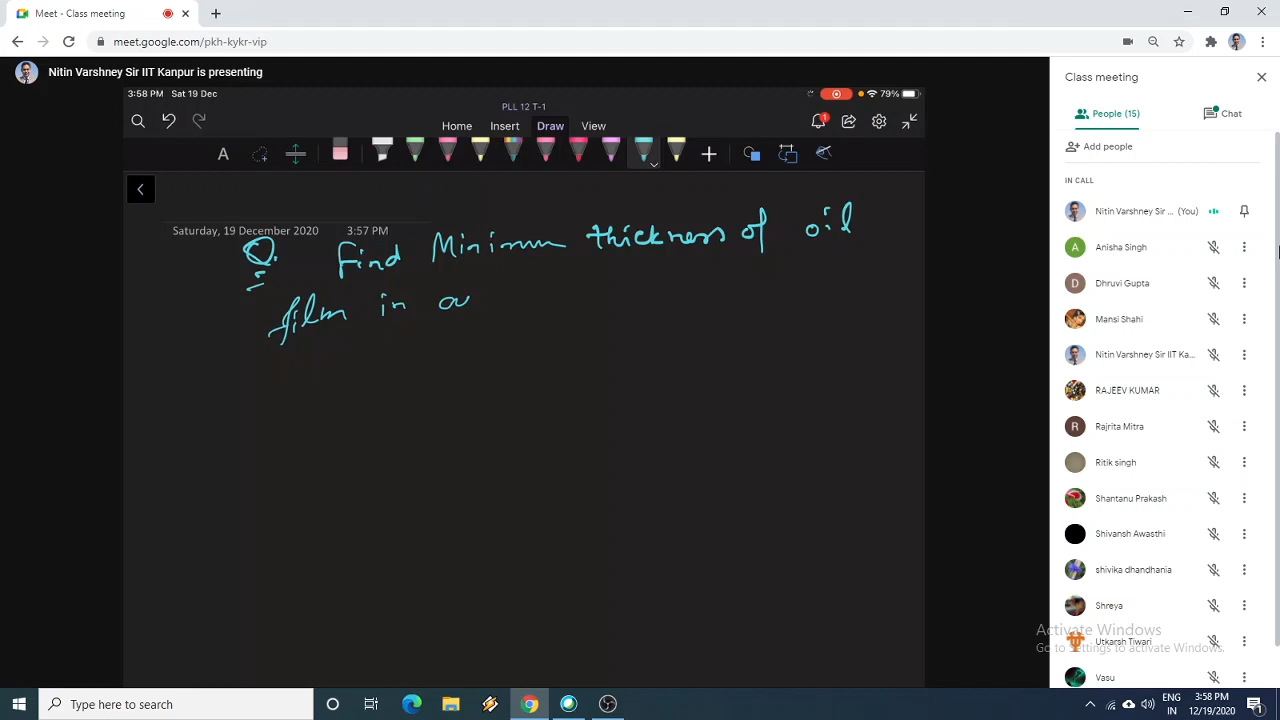 Meet - Class meeting
meet.google.com/pkh-kykr-vip
Nitin Varshney Sir IIT Kanpur is presenting
3:58 PM Sat 19 Dec
79%
PLL 12 T-1
Home Insert Draw View
1
A
Saturday, 19 December 2020 3:57 PM
Q. Find Minimum thickness of oil
film in
Class meeting
People (15) Chat
Add people
IN CALL
Nitin Varshney Sir ... (You)
A Anisha Singh
D Dhruvi Gupta
Mansi Shahi
Nitin Varshney Sir IIT Ka...
RAJEEV KUMAR
R Rajrita Mitra
Ritik singh
Shantanu Prakash
Shivansh Awasthi
shivika dhandhania
Shreya
Utkarsh Tiwari
Vasu
Activate Windows
Go to Settings to activate Windows.
Type here to search
ENG
IN
3:58 PM
12/19/2020
1